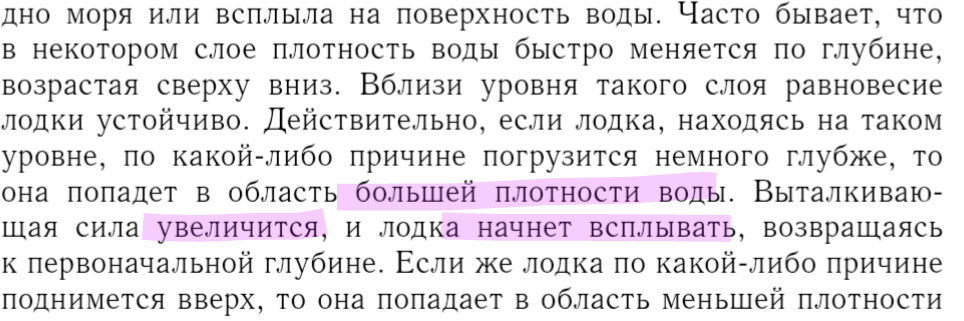 дно моря или всплыла на поверхность воды. Часто бывает, что
в некотором слое плотность воды быстро меняется по глубине,
возрастая сверху вниз. Вблизи уровня такого слоя равновесие
лодки устойчиво. Действительно, если лодка, находясь на таком
уровне, по какой-либо причине погрузится немного глубже, то
она попадет в область большей плотности воды. Выталкиваю-
щая сила увеличится, и лодка начнет всплывать, возвращаясь
к первоначальной глубине. Если же лодка по какой-либо причине
поднимется вверх, то она попадает в область меньшей плотности